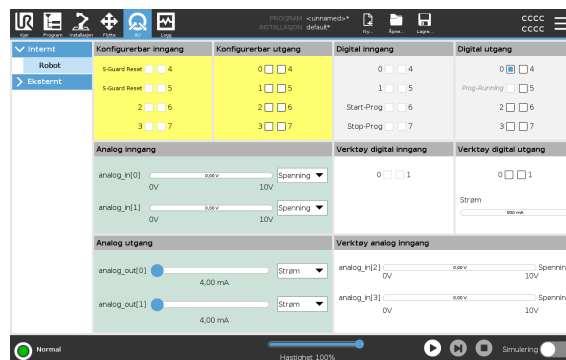 UR
PROGRAM <unnamed>*
INSTALLASJON default*
CCCC
CCCC
Kjør Program Installasjon Flytte I/U Logg Ny... Åpne... Lagre...
Internt
Robot
Eksternt
Konfigurerbar inngang
S-Guard Reset 4
S-Guard Reset 5
2 6
3 7
Konfigurerbar utgang
0 4
1 5
2 6
3 7
Digital inngang
0 4
1 5
Start-Prog 6
Stop-Prog 7
Digital utgang
0 4
Prog-Running 5
2 6
3 7
Analog inngang
analog_in[0] 0,00 V Spenning
0V 10V
analog_in[1] 0,00 V Spenning
0V 10V
Verktøy digital inngang
0 1
Verktøy digital utgang
0 1
Strøm
000 mA
Analog utgang
analog_out[0] Strøm
4,00 mA
analog_out[1] Strøm
4,00 mA
Verktøy analog inngang
analog_in[2] 0,00 V Spennin
0V 10V
analog_in[3] 0,00 V Spennin
0V 10V
Normal
Hastighet 100%
Simulering